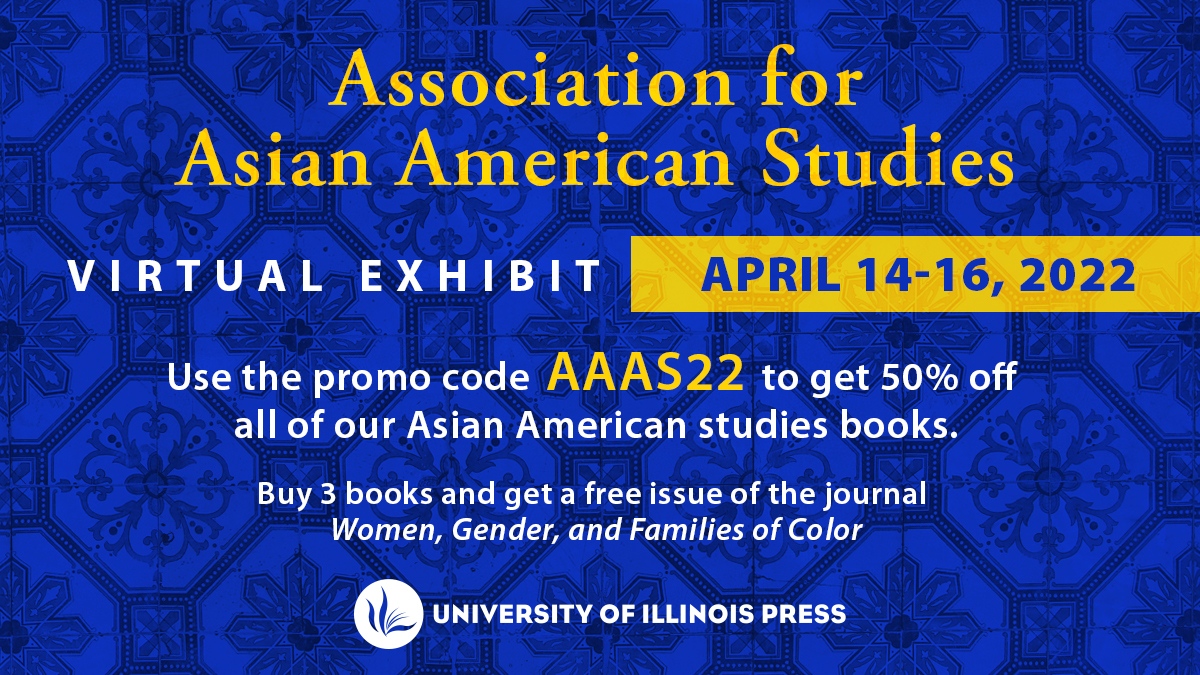 Association for
Asian American Studies
VIRTUAL EXHIBIT APRIL 14-16, 2022
Use the promo code AAAS22 to get 50% off
all of our Asian American studies books.
Buy 3 books and get a free issue of the journal
Women, Gender, and Families of Color
UNIVERSITY OF ILLINOIS PRESS